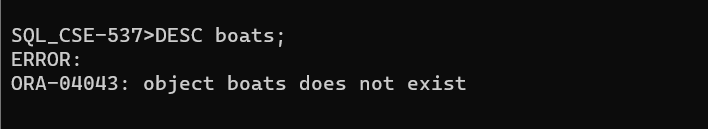 SQL_CSE-537>DESC boats;
ERROR:
ORA-04043: object boats does not exist